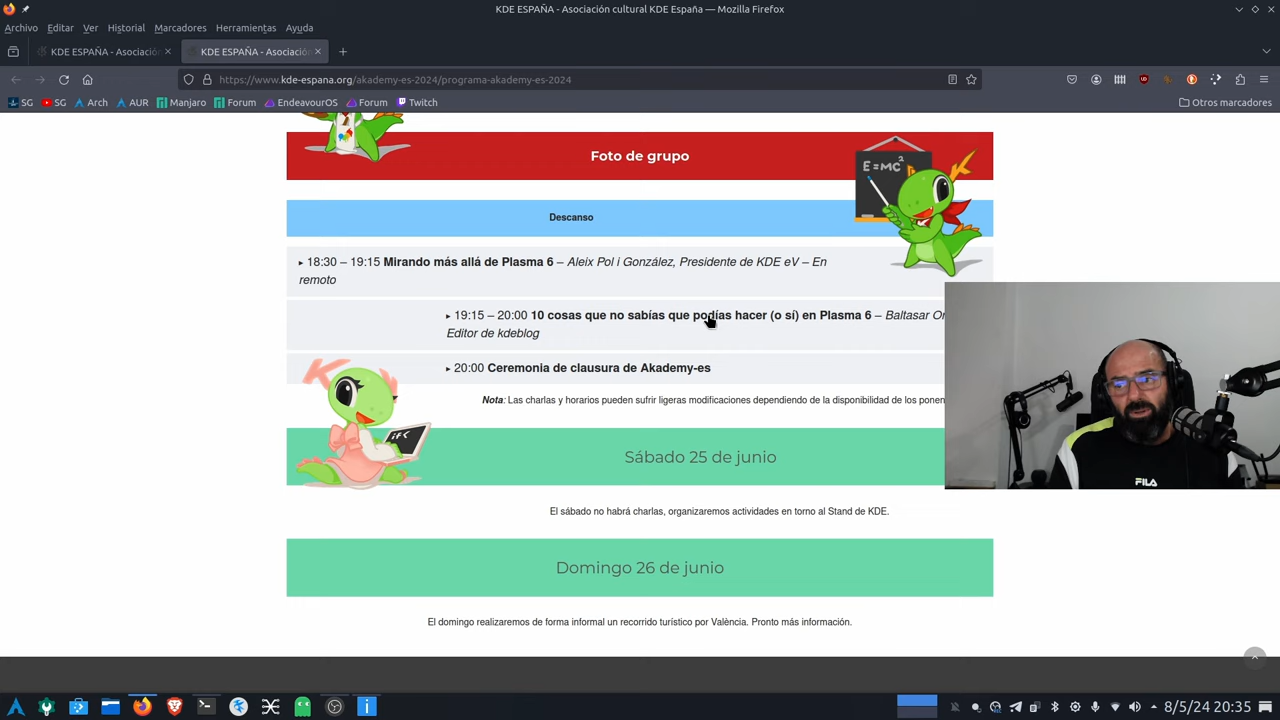 KDE ESPAÑA - Asociación cultural KDE España — Mozilla Firefox
Archivo Editar Ver Historial Marcadores Herramientas Ayuda
KDE ESPAÑA - Asociación
KDE ESPAÑA - Asociació
https://www.kde-espana.org/akademy-es-2024/programa-akademy-es-2024
SG SG Arch AUR Manjaro Forum EndeavourOS Forum Twitch Otros marcadores
Foto de grupo
E=MC²
Descanso
▸ 18:30 – 19:15 Mirando más allá de Plasma 6 – Aleix Pol i González, Presidente de KDE eV – En
remoto
▸ 19:15 – 20:00 10 cosas que no sabías que podías hacer (o sí) en Plasma 6 – Baltasar
Editor de kdeblog
▸ 20:00 Ceremonia de clausura de Akademy-es
Nota: Las charlas y horarios pueden sufrir ligeras modificaciones dependiendo de la disponibilidad de los ponen
Sábado 25 de junio
El sábado no habrá charlas, organizaremos actividades en torno al Stand de KDE.
Domingo 26 de junio
El domingo realizaremos de forma informal un recorrido turístico por València. Pronto más información.
FILA
8/5/24 20:35